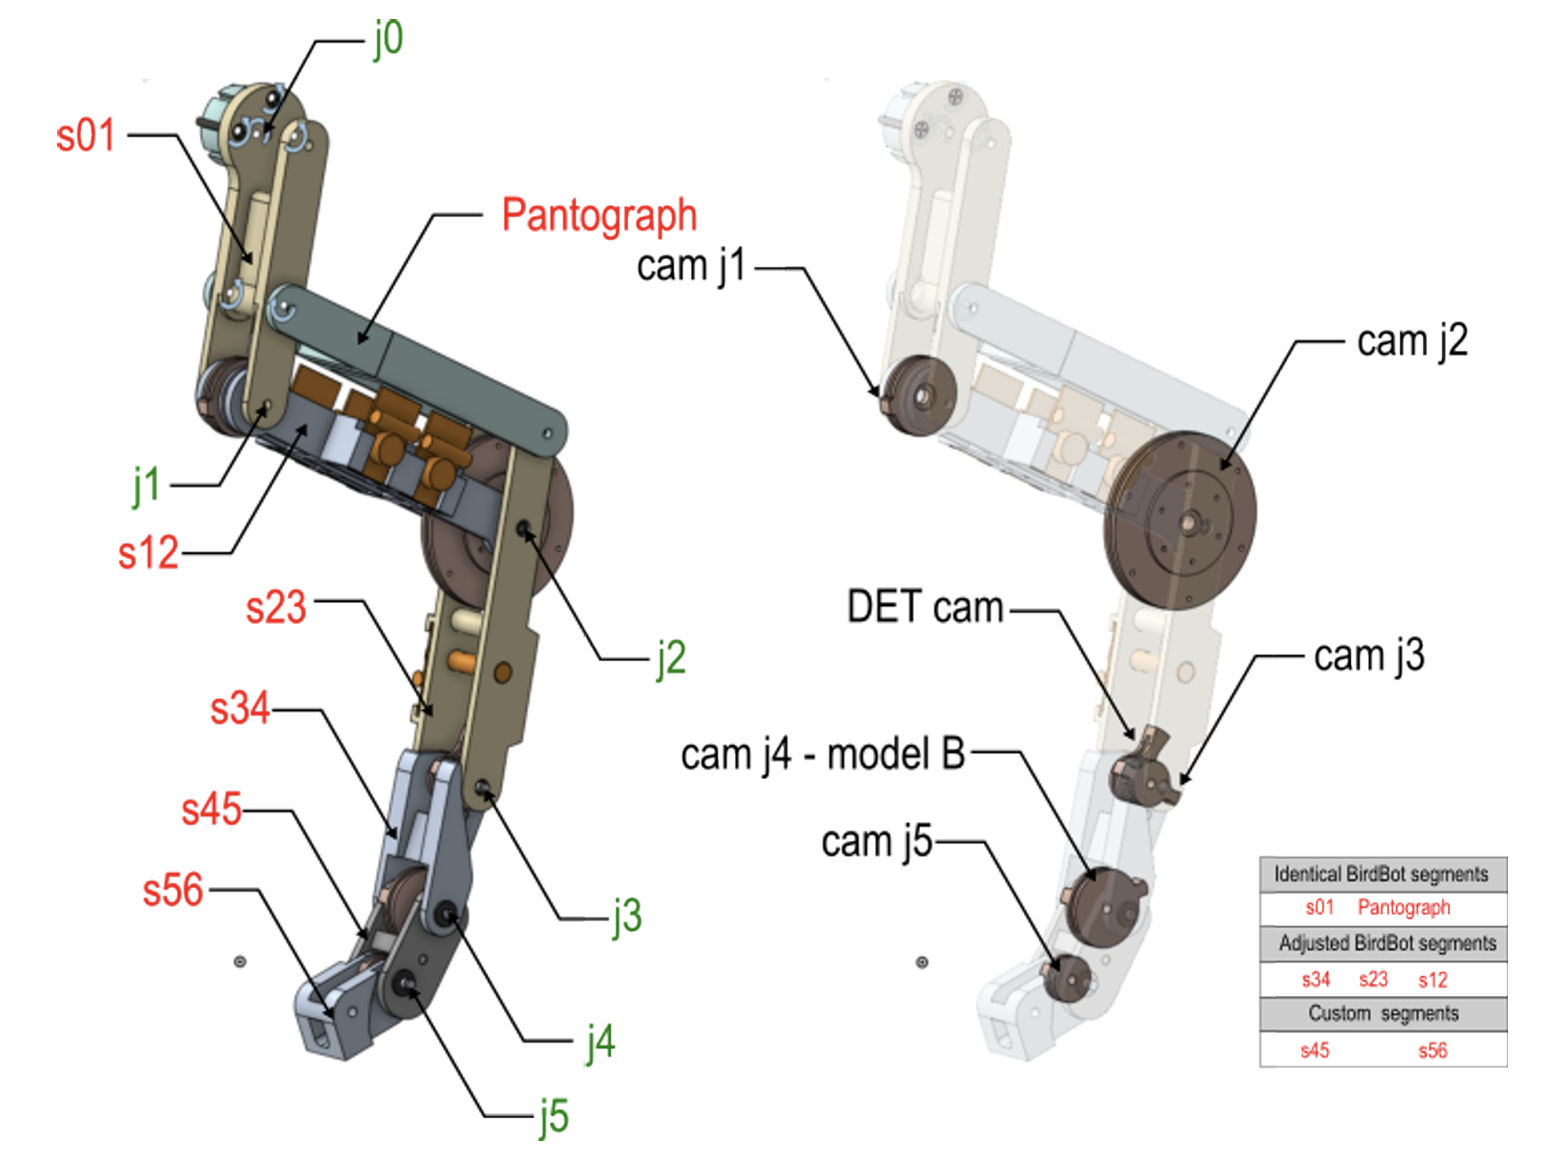 j0
s01
Pantograph
cam j1
cam j2
j1
s12
s23
DET cam
j2
cam j3
s34
cam j4 - model B
s45
cam j5
s56
j3
j4
j5
Identical BirdBot segments
s01 Pantograph
Adjusted BirdBot segments
s34 s23 s12
Custom segments
s45 s56